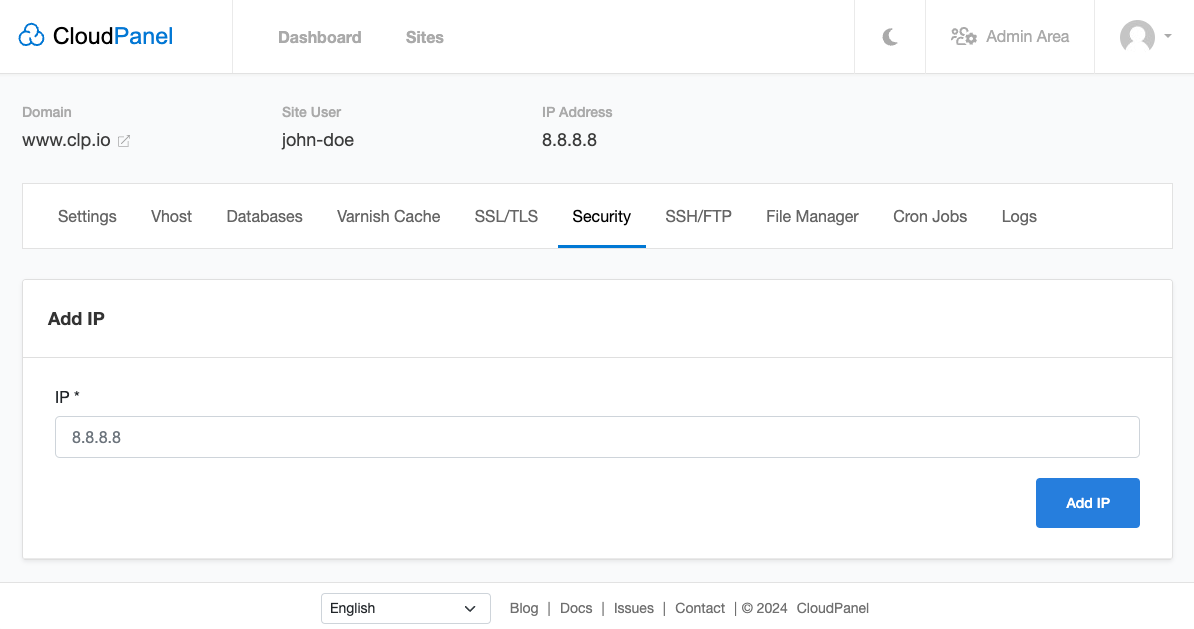 CloudPanel Dashboard Sites Admin Area
Domain Site User IP Address
www.clp.io john-doe 8.8.8.8
Settings Vhost Databases Varnish Cache SSL/TLS Security SSH/FTP File Manager Cron Jobs Logs
Add IP
IP *
8.8.8.8
Add IP
English Blog | Docs | Issues | Contact | © 2024 CloudPanel